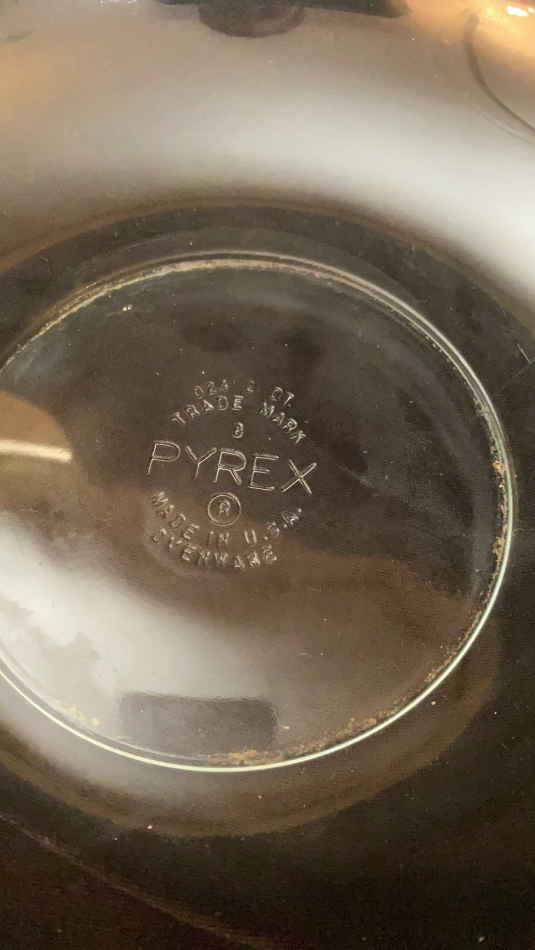 024 2 QT.
TRADE MARK
8
PYREX
®
MADE IN U.S.A.
OVENWARE